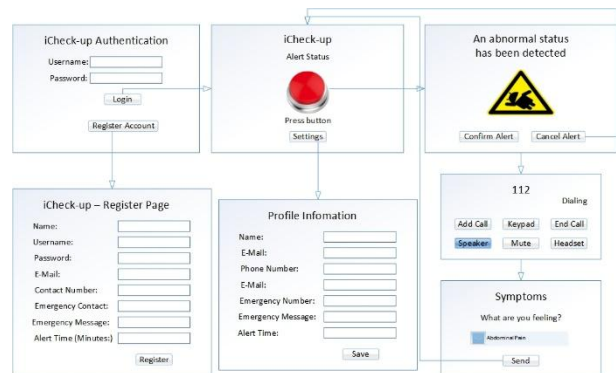 iCheck-up Authentication
Username:
Password:
Login
Register Account
iCheck-up
Alert Status
Press button
Settings
An abnormal status
has been detected
Confirm Alert Cancel Alert
iCheck-up – Register Page
Name:
Username:
Password:
E-Mail:
Contact Number:
Emergency Contact:
Emergency Message:
Alert Time (Minutes:)
Register
Profile Infomation
Name:
E-Mail:
Phone Number:
E-Mail:
Emergency Number:
Emergency Message:
Alert Time:
Save
112
Dialing
Add Call Keypad End Call
Speaker Mute Headset
Symptoms
What are you feeling?
Abdominal Pain
Send